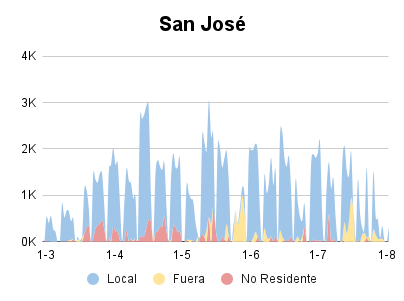 San José
4K
3K
2K
1K
0K
1-3 1-4 1-5 1-6 1-7 1-8
Local Fuera No Residente